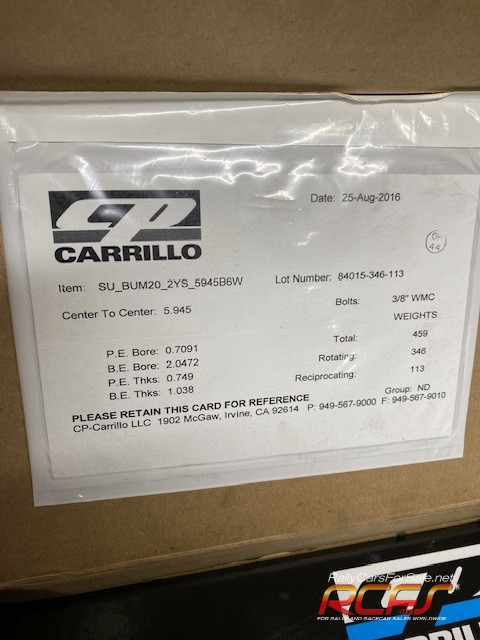 CP
CARRILLO
Date: 25-Aug-2016
OH
44
Item: SU_BUM20_2YS_5945B6W
Lot Number: 84015-346-113
Center To Center: 5.945
Bolts: 3/8" WMC
WEIGHTS
P.E. Bore: 0.7091
Total: 459
B.E. Bore: 2.0472
Rotating: 346
P.E. Thks: 0.749
Reciprocating: 113
B.E. Thks: 1.038
Group: ND
PLEASE RETAIN THIS CARD FOR REFERENCE
CP-Carrillo LLC 1902 McGaw, Irvine, CA 92614 P: 949-567-9000 F: 949-567-9010
RallyCarsForSale.net
RCFS
FOR RALLY AND RACECAR SALES WORLDWIDE